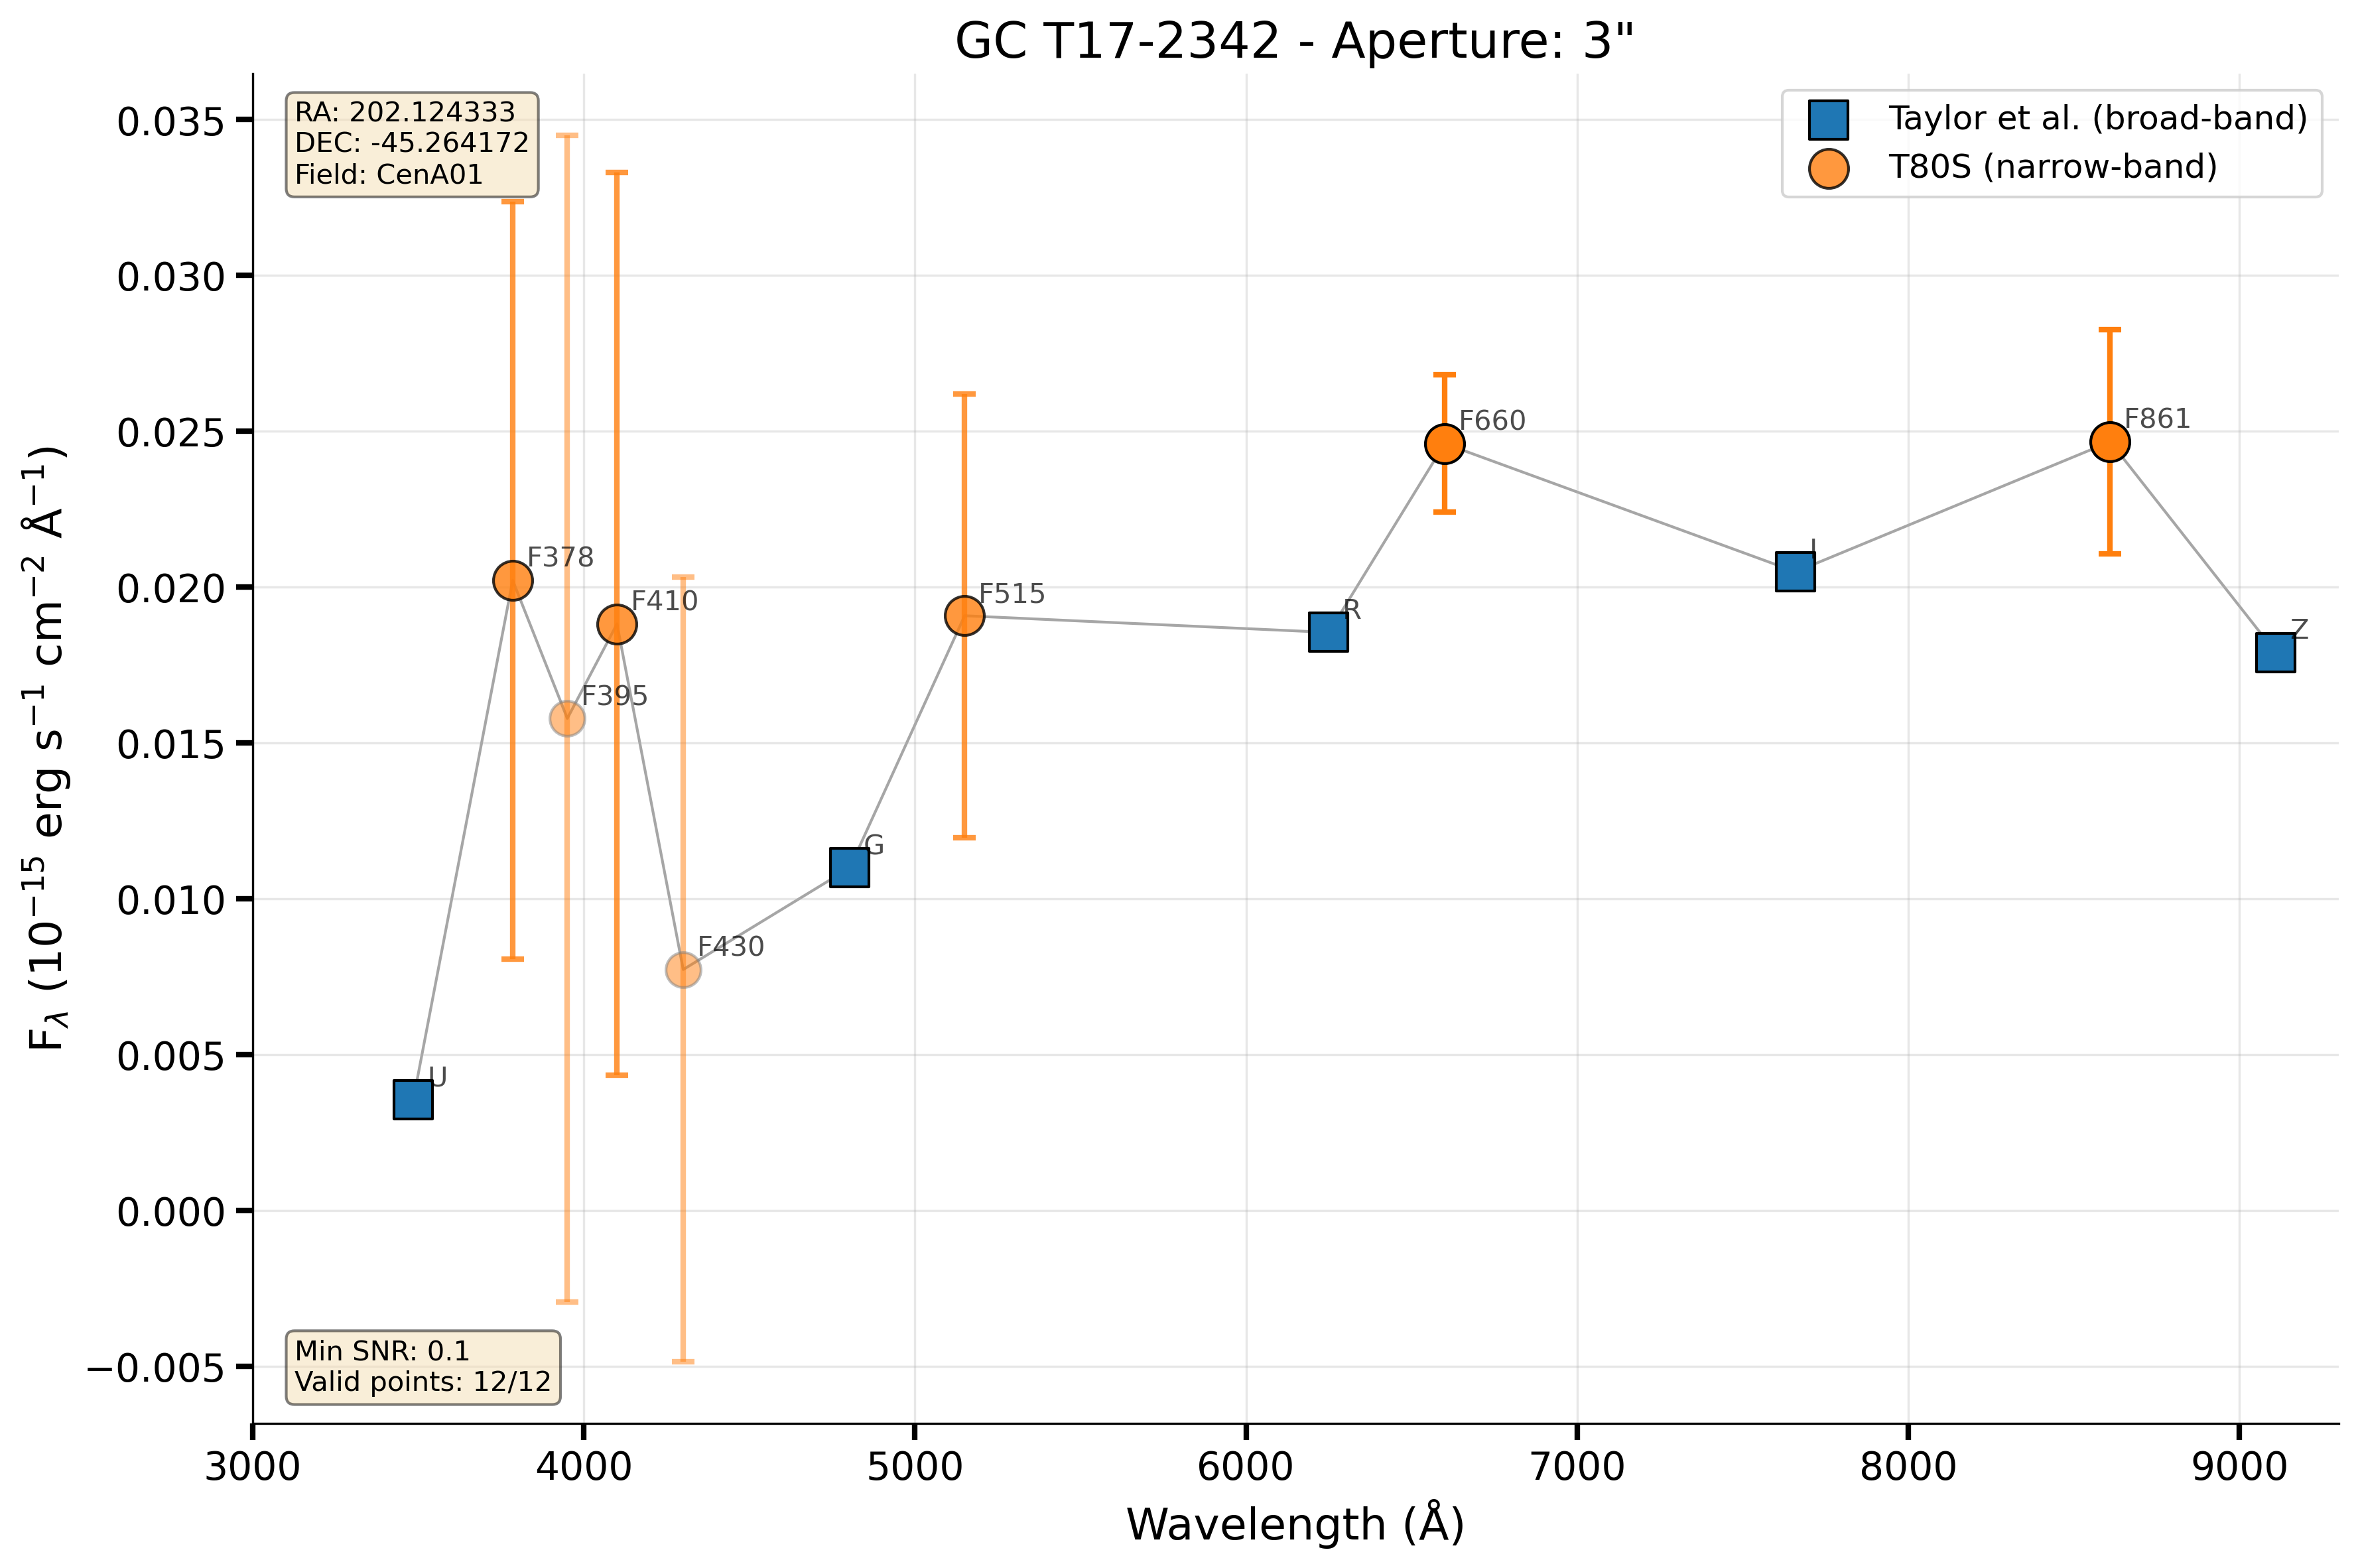 GC T17-2342 - Aperture: 3"
RA: 202.124333
DEC: -45.264172
Field: CenA01
Taylor et al. (broad-band)
T80S (narrow-band)
F$_{λ}$ (10$^{−15}$ erg s$^{−1}$ cm$^{−2}$ Å$^{−1}$)
0.035
0.030
0.025
0.020
0.015
0.010
0.005
0.000
−0.005
U
F378
F395
F410
F430
G
F515
R
F660
I
F861
Z
Min SNR: 0.1
Valid points: 12/12
3000
4000
5000
6000
7000
8000
9000
Wavelength (Å)